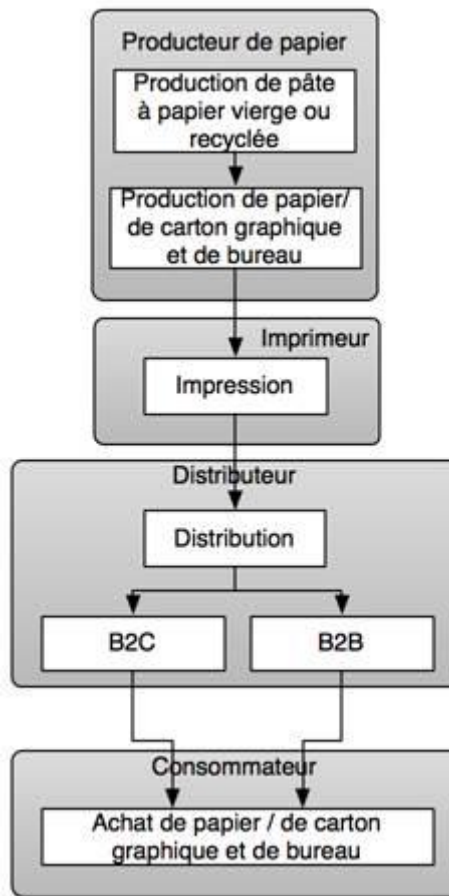 Producteur de papier
Production de pâte
à papier vierge ou
recyclée
Production de papier/
de carton graphique
et de bureau
Imprimeur
Impression
Distributeur
Distribution
B2C
B2B
Consommateur
Achat de papier / de carton
graphique et de bureau